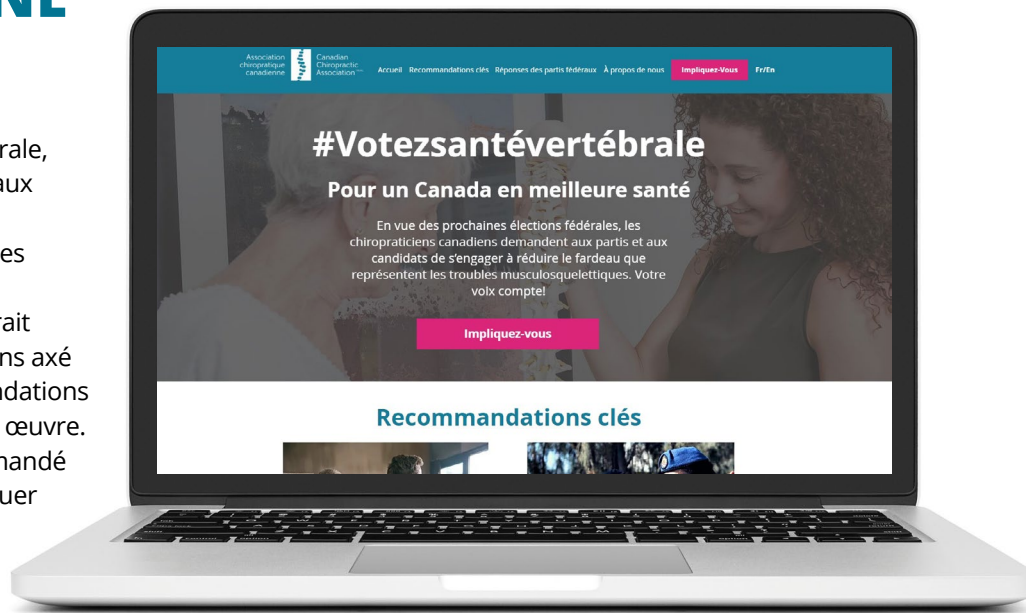 NE
rale,
aux
es
rait
ns axé
ndations
œuvre.
mandé
uer
Association chiropratique canadienne
Canadian Chiropractic Association
Accueil Recommandations clés Réponses des partis fédéraux À propos de nous Impliquez-Vous Fr/En
#Votezsantévertébrale
Pour un Canada en meilleure santé
En vue des prochaines élections fédérales, les
chiropraticiens canadiens demandent aux partis et aux
candidats de s'engager à réduire le fardeau que
représentent les troubles musculosquelettiques. Votre
voix compte!
Impliquez-vous
Recommandations clés